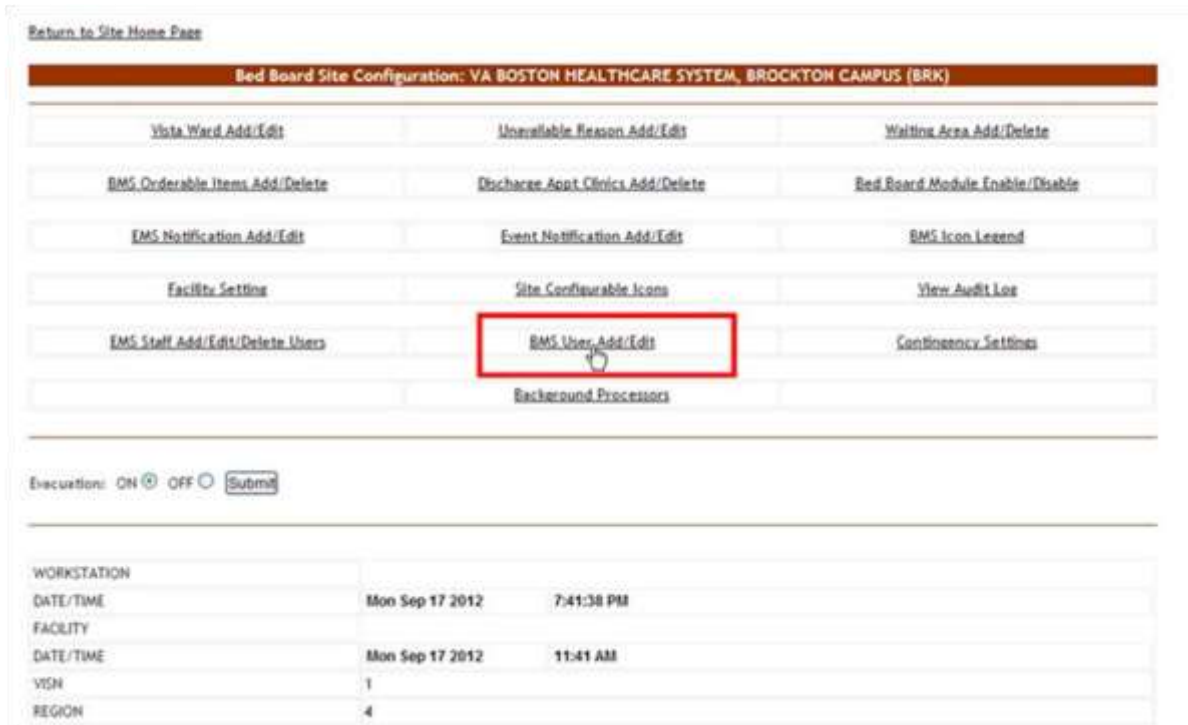 Return to Site Home Page
Bed Board Site Configuration: VA BOSTON HEALTHCARE SYSTEM, BROCKTON CAMPUS (BRK)
Vista Ward Add/Edit Unavailable Reason Add/Edit Waiting Area Add/Delete
BMS Orderable Items Add/Delete Discharge Appt Clinics Add/Delete Bed Board Module Enable/Disable
EMS Notification Add/Edit Event Notification Add/Edit BMS Icon Legend
Facility Setting Site Configurable Icons View Audit Log
EMS Staff Add/Edit/Delete Users BMS User Add/Edit Contingency Settings
Background Processors
Evacuation: ON OFF Submit
WORKSTATION
DATE/TIME Mon Sep 17 2012 7:41:38 PM
FACILITY
DATE/TIME Mon Sep 17 2012 11:41 AM
VISN 1
REGION 4